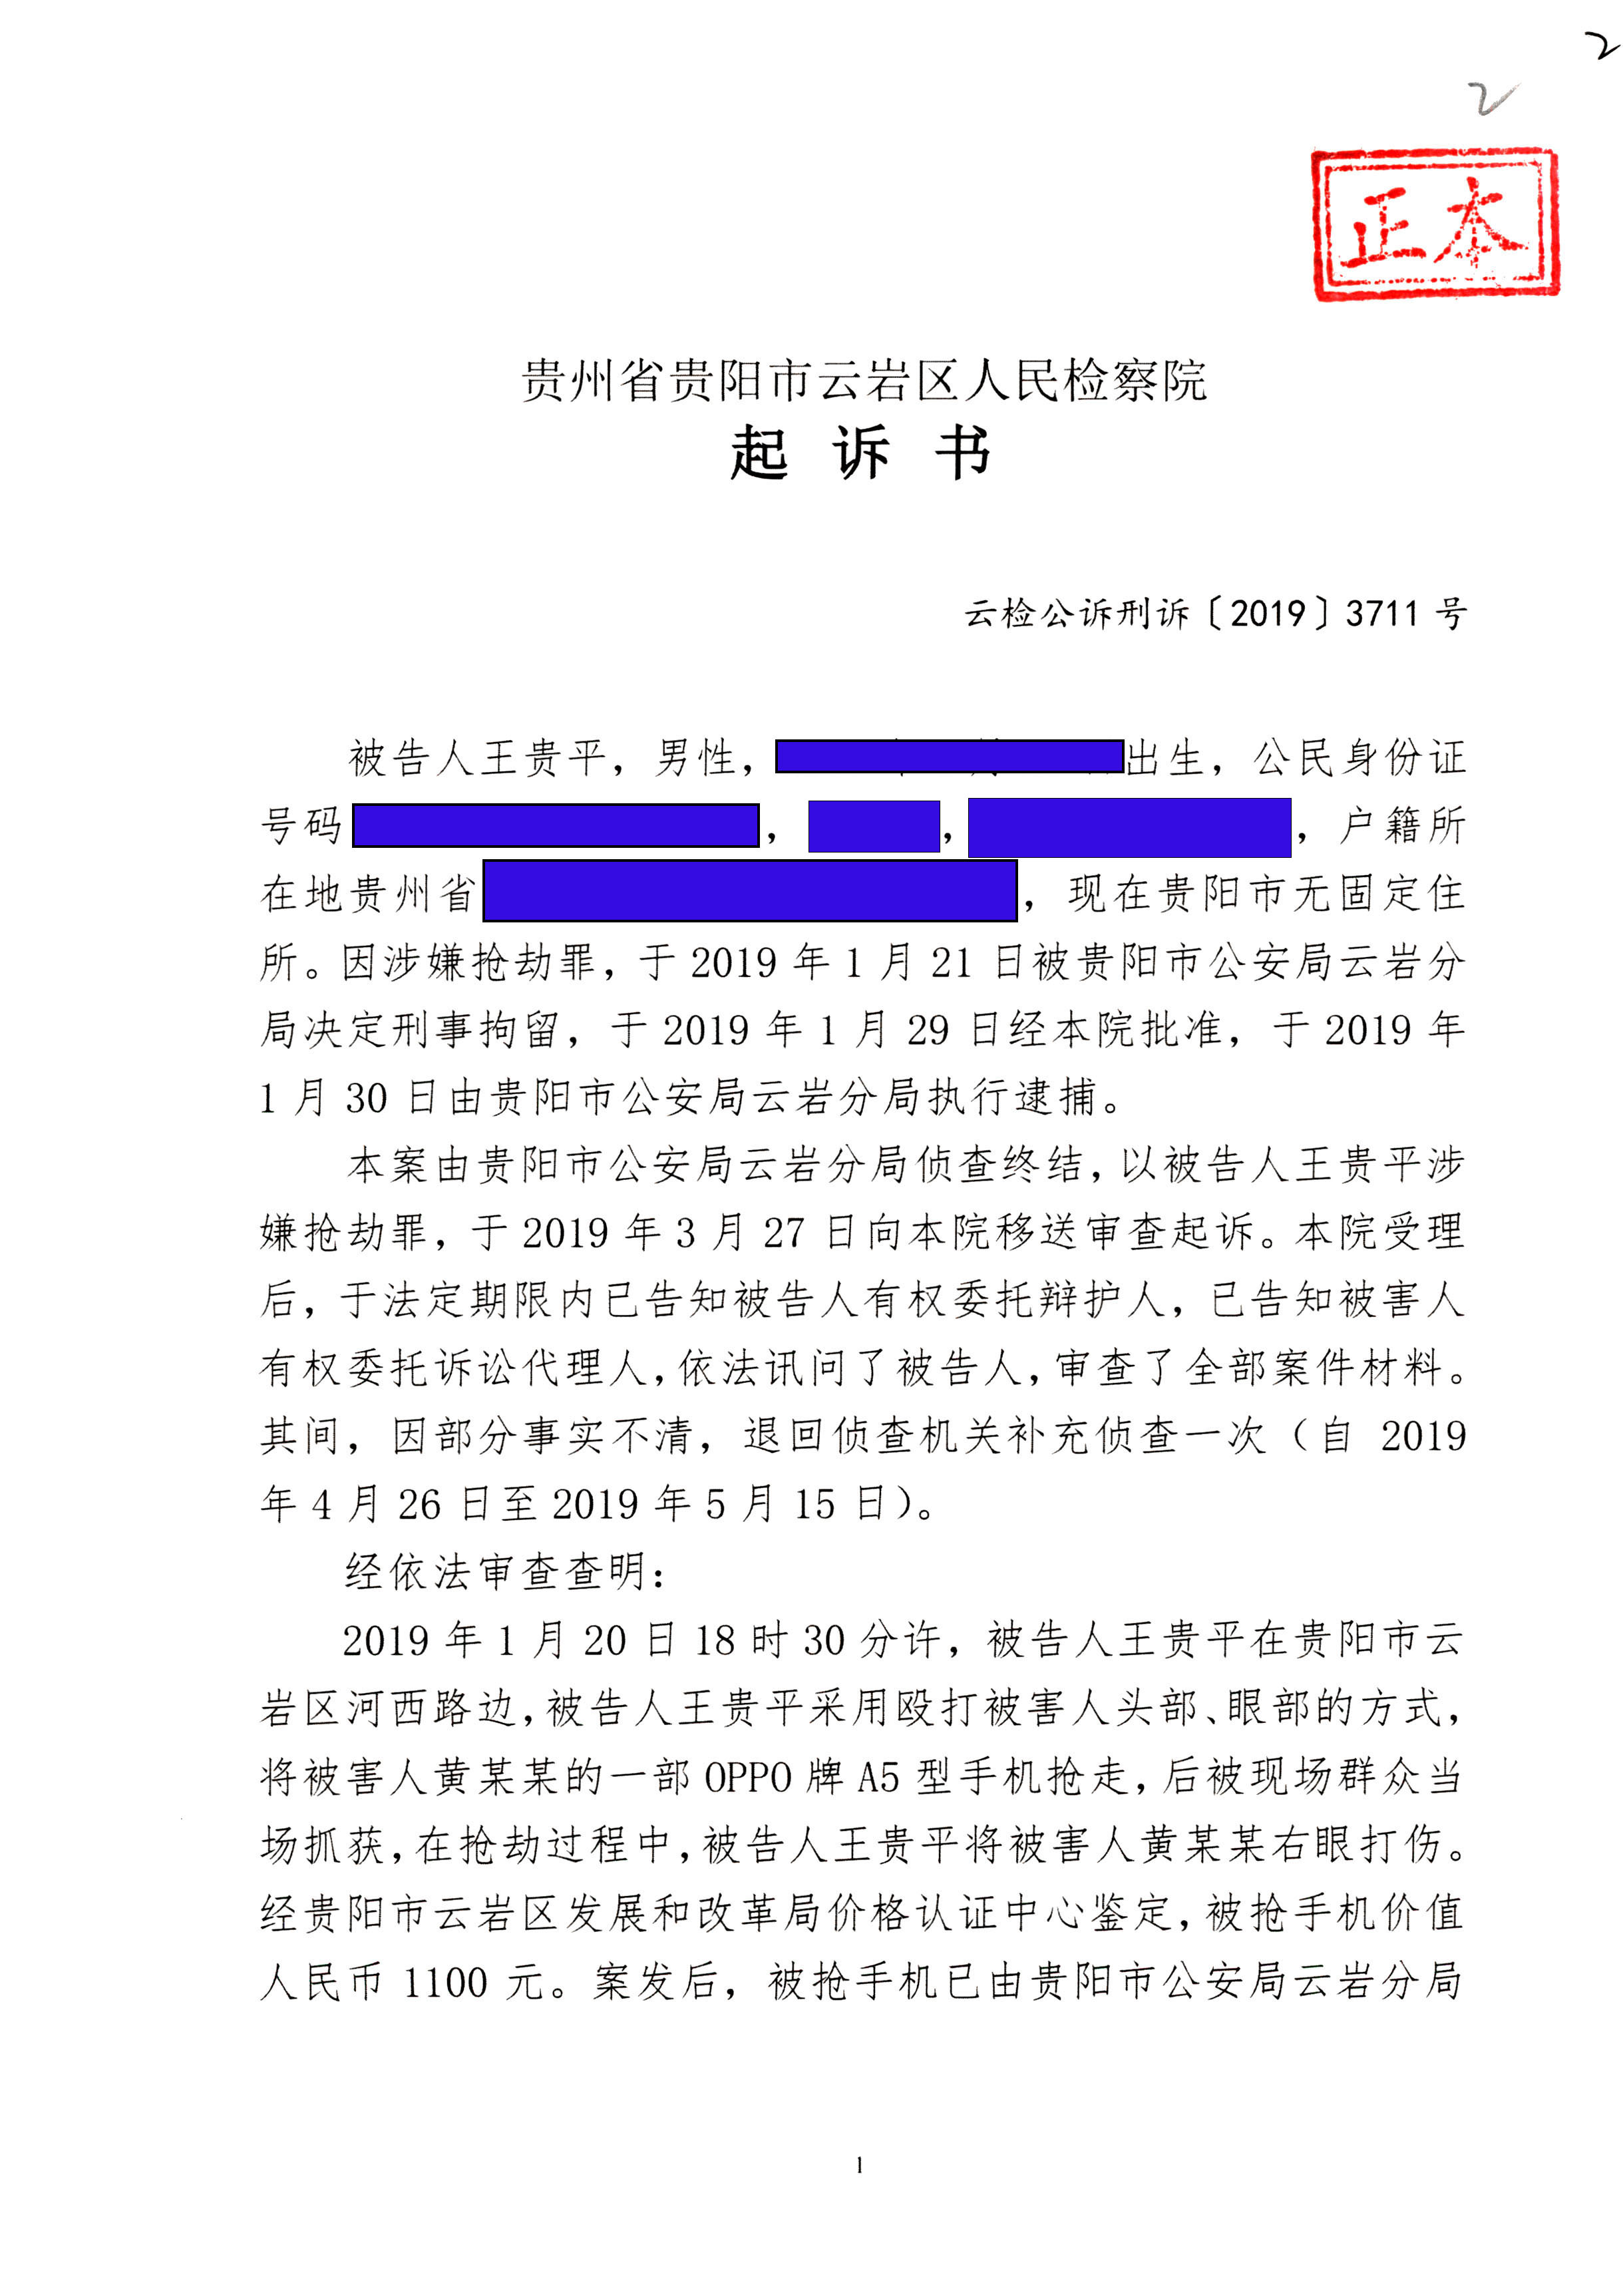 2
2
正本
贵州省贵阳市云岩区人民检察院
起 诉 书
云检公诉刑诉〔2019〕3711 号
被告人王贵平，男性，出生，公民身份证
号码，，，户籍所
在地贵州省，现在贵阳市无固定住
所。因涉嫌抢劫罪，于 2019 年 1 月 21 日被贵阳市公安局云岩分
局决定刑事拘留，于 2019 年 1 月 29 日经本院批准，于 2019 年
1 月 30 日由贵阳市公安局云岩分局执行逮捕。
本案由贵阳市公安局云岩分局侦查终结，以被告人王贵平涉
嫌抢劫罪，于 2019 年 3 月 27 日向本院移送审查起诉。本院受理
后，于法定期限内已告知被告人有权委托辩护人，已告知被害人
有权委托诉讼代理人，依法讯问了被告人，审查了全部案件材料。
其间，因部分事实不清，退回侦查机关补充侦查一次（自 2019
年 4 月 26 日至 2019 年 5 月 15 日）。
经依法审查查明：
2019 年 1 月 20 日 18 时 30 分许，被告人王贵平在贵阳市云
岩区河西路边，被告人王贵平采用殴打被害人头部、眼部的方式，
将被害人黄某某的一部 OPPO 牌 A5 型手机抢走，后被现场群众当
场抓获，在抢劫过程中，被告人王贵平将被害人黄某某右眼打伤。
经贵阳市云岩区发展和改革局价格认证中心鉴定，被抢手机价值
人民币 1100 元。案发后，被抢手机已由贵阳市公安局云岩分局
1